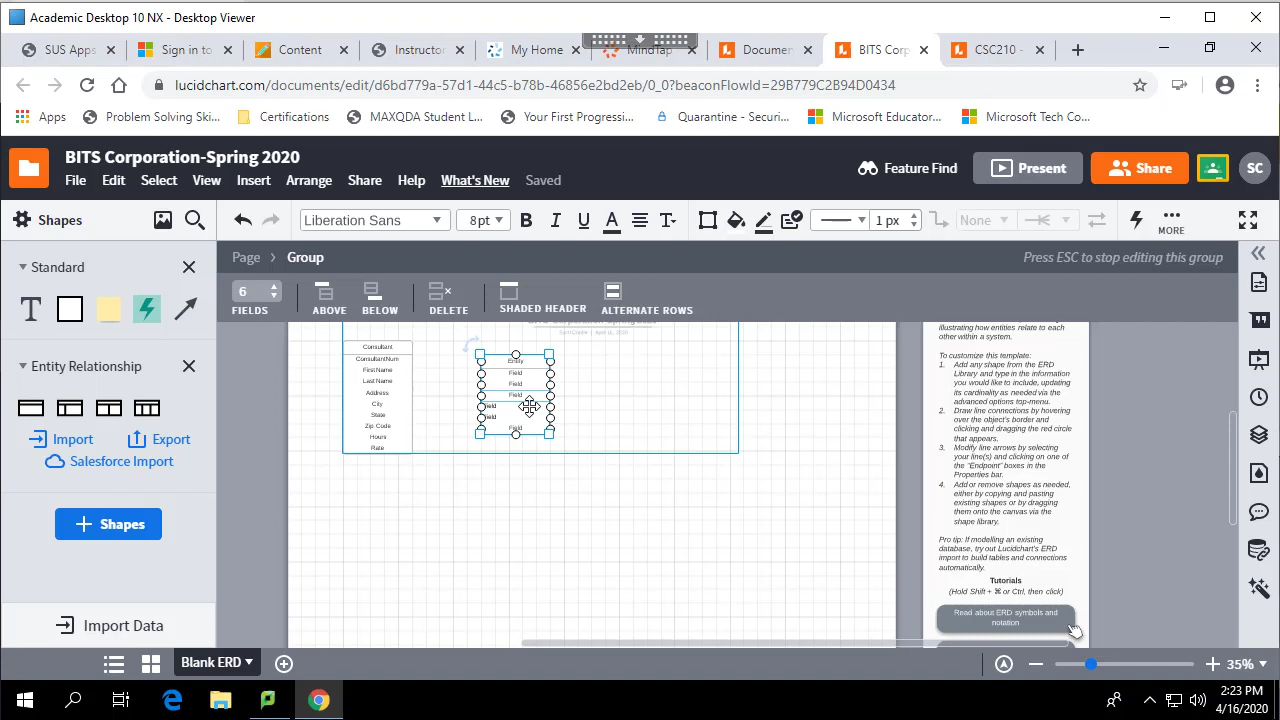 Academic Desktop 10 NX - Desktop Viewer
SUS Apps
Sign in to
Content
Instructor
My Home
MindTap
Documen
BITS Corp
CSC210 -
lucidchart.com/documents/edit/d6bd779a-57d1-44c5-b78b-46856e2bd2eb/0_0?beaconFlowId=29B779C2B94D0434
Apps
Problem Solving Ski...
Certifications
MAXQDA Student L...
Your First Progressi...
Quarantine – Securi...
Microsoft Educator...
Microsoft Tech Co...
BITS Corporation-Spring 2020
File Edit Select View Insert Arrange Share Help What's New Saved
Feature Find
Present
Share
SC
Shapes
Liberation Sans
8pt
B
I
U
A
1 px
None
MORE
Page
Group
Press ESC to stop editing this group
Standard
6
FIELDS
ABOVE
BELOW
DELETE
SHADED HEADER
ALTERNATE ROWS
T
Entity Relationship
Import
Export
Salesforce Import
Shapes
Import Data
Consultant
ConsultantNum
First Name
Last Name
Address
City
State
Zip Code
Hours
Rate
Entity
Field
Field
Field
Field
Field
Field
illustrating how entities relate to each
other within a system.
To customize this template:
1. Add any shape from the ERD
Library and type in the information
you would like to include, updating
its cardinality as needed via the
advanced options top-menu.
2. Draw line connections by hovering
over the object's border and
clicking and dragging the red circle
that appears.
3. Modify line arrows by selecting
your line(s) and clicking on one of
the "Endpoint" boxes in the
Properties bar.
4. Add or remove shapes as needed,
either by copying and pasting
existing shapes or by dragging
them onto the canvas via the
shape library.
Pro tip: If modelling an existing
database, try out Lucidchart's ERD
import to build tables and connections
automatically.
Tutorials
(Hold Shift + ⌘ or Ctrl, then click)
Read about ERD symbols and
notation
Blank ERD
35%
2:23 PM
4/16/2020